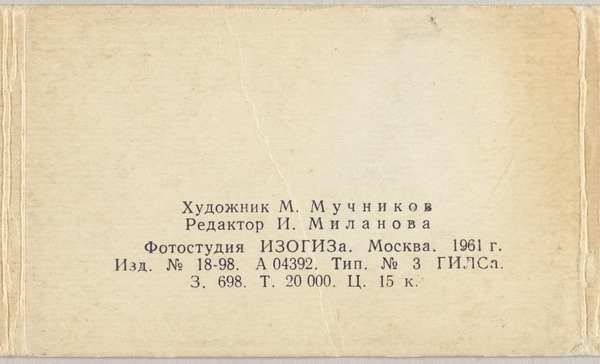 Художник М. Мучников
Редактор И. Миланова
Фотостудия ИЗОГИЗа. Москва. 1961 г.
Изд. № 18-98. А 04392. Тип. № 3 ГИЛСа.
З. 698. Т. 20 000. Ц. 15 к.